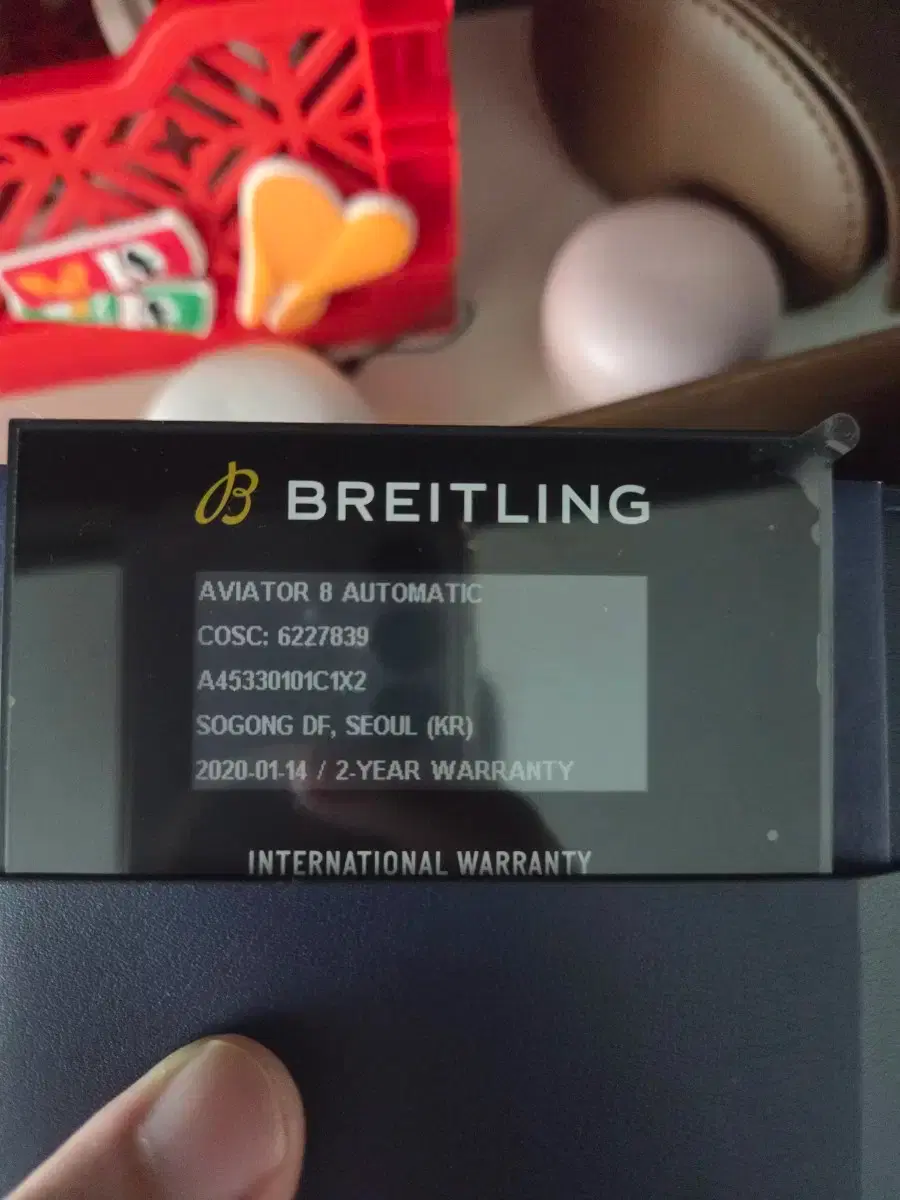 BREITLING
AVIATOR 8 AUTOMATIC
COSC: 6227839
A45330101C1X2
SOGONG DF, SEOUL (KR)
2020-01-14 / 2-YEAR WARRANTY
INTERNATIONAL WARRANTY